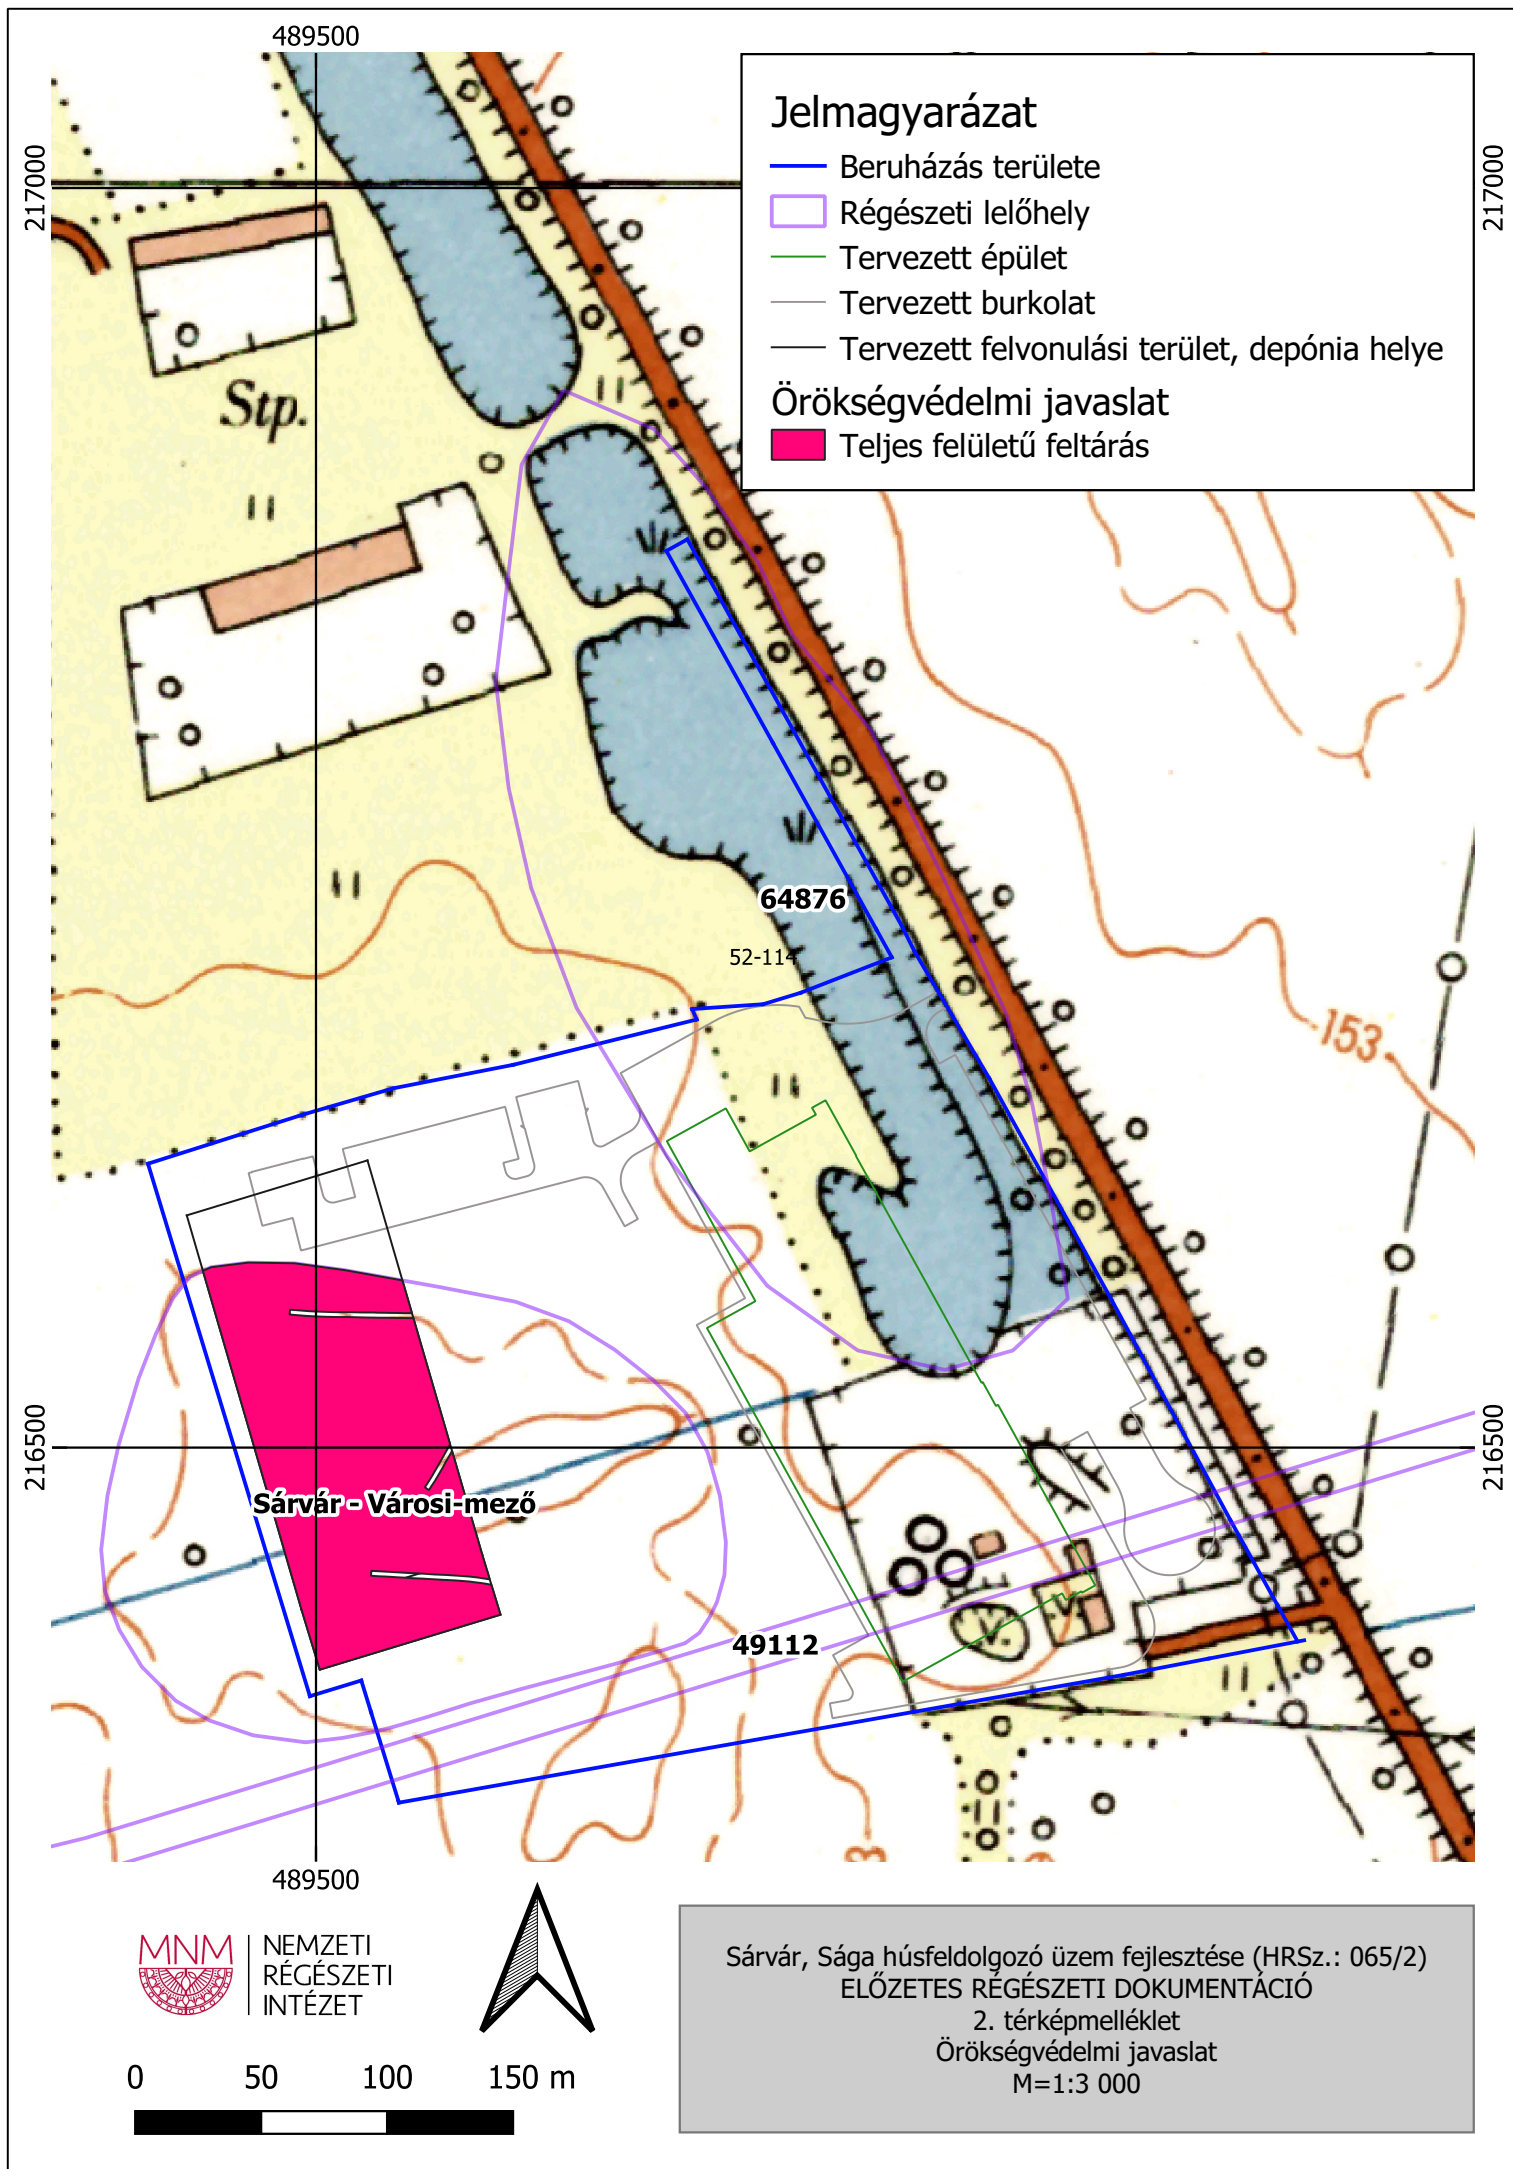 489500
217000
217000
Jelmagyarázat
Beruházás területe
Régészeti lelőhely
Tervezett épület
Tervezett burkolat
Tervezett felvonulási terület, depónia helye
Örökségvédelmi javaslat
Teljes felületű feltárás
Stp.
64876
52-114
153
216500
216500
Sárvár - Városi-mező
49112
489500
MNM
NEMZETI
RÉGÉSZETI
INTÉZET
0 50 100 150 m
Sárvár, Sága húsfeldolgozó üzem fejlesztése (HRSz.: 065/2)
ELŐZETES RÉGÉSZETI DOKUMENTÁCIÓ
2. térképmelléklet
Örökségvédelmi javaslat
M=1:3 000